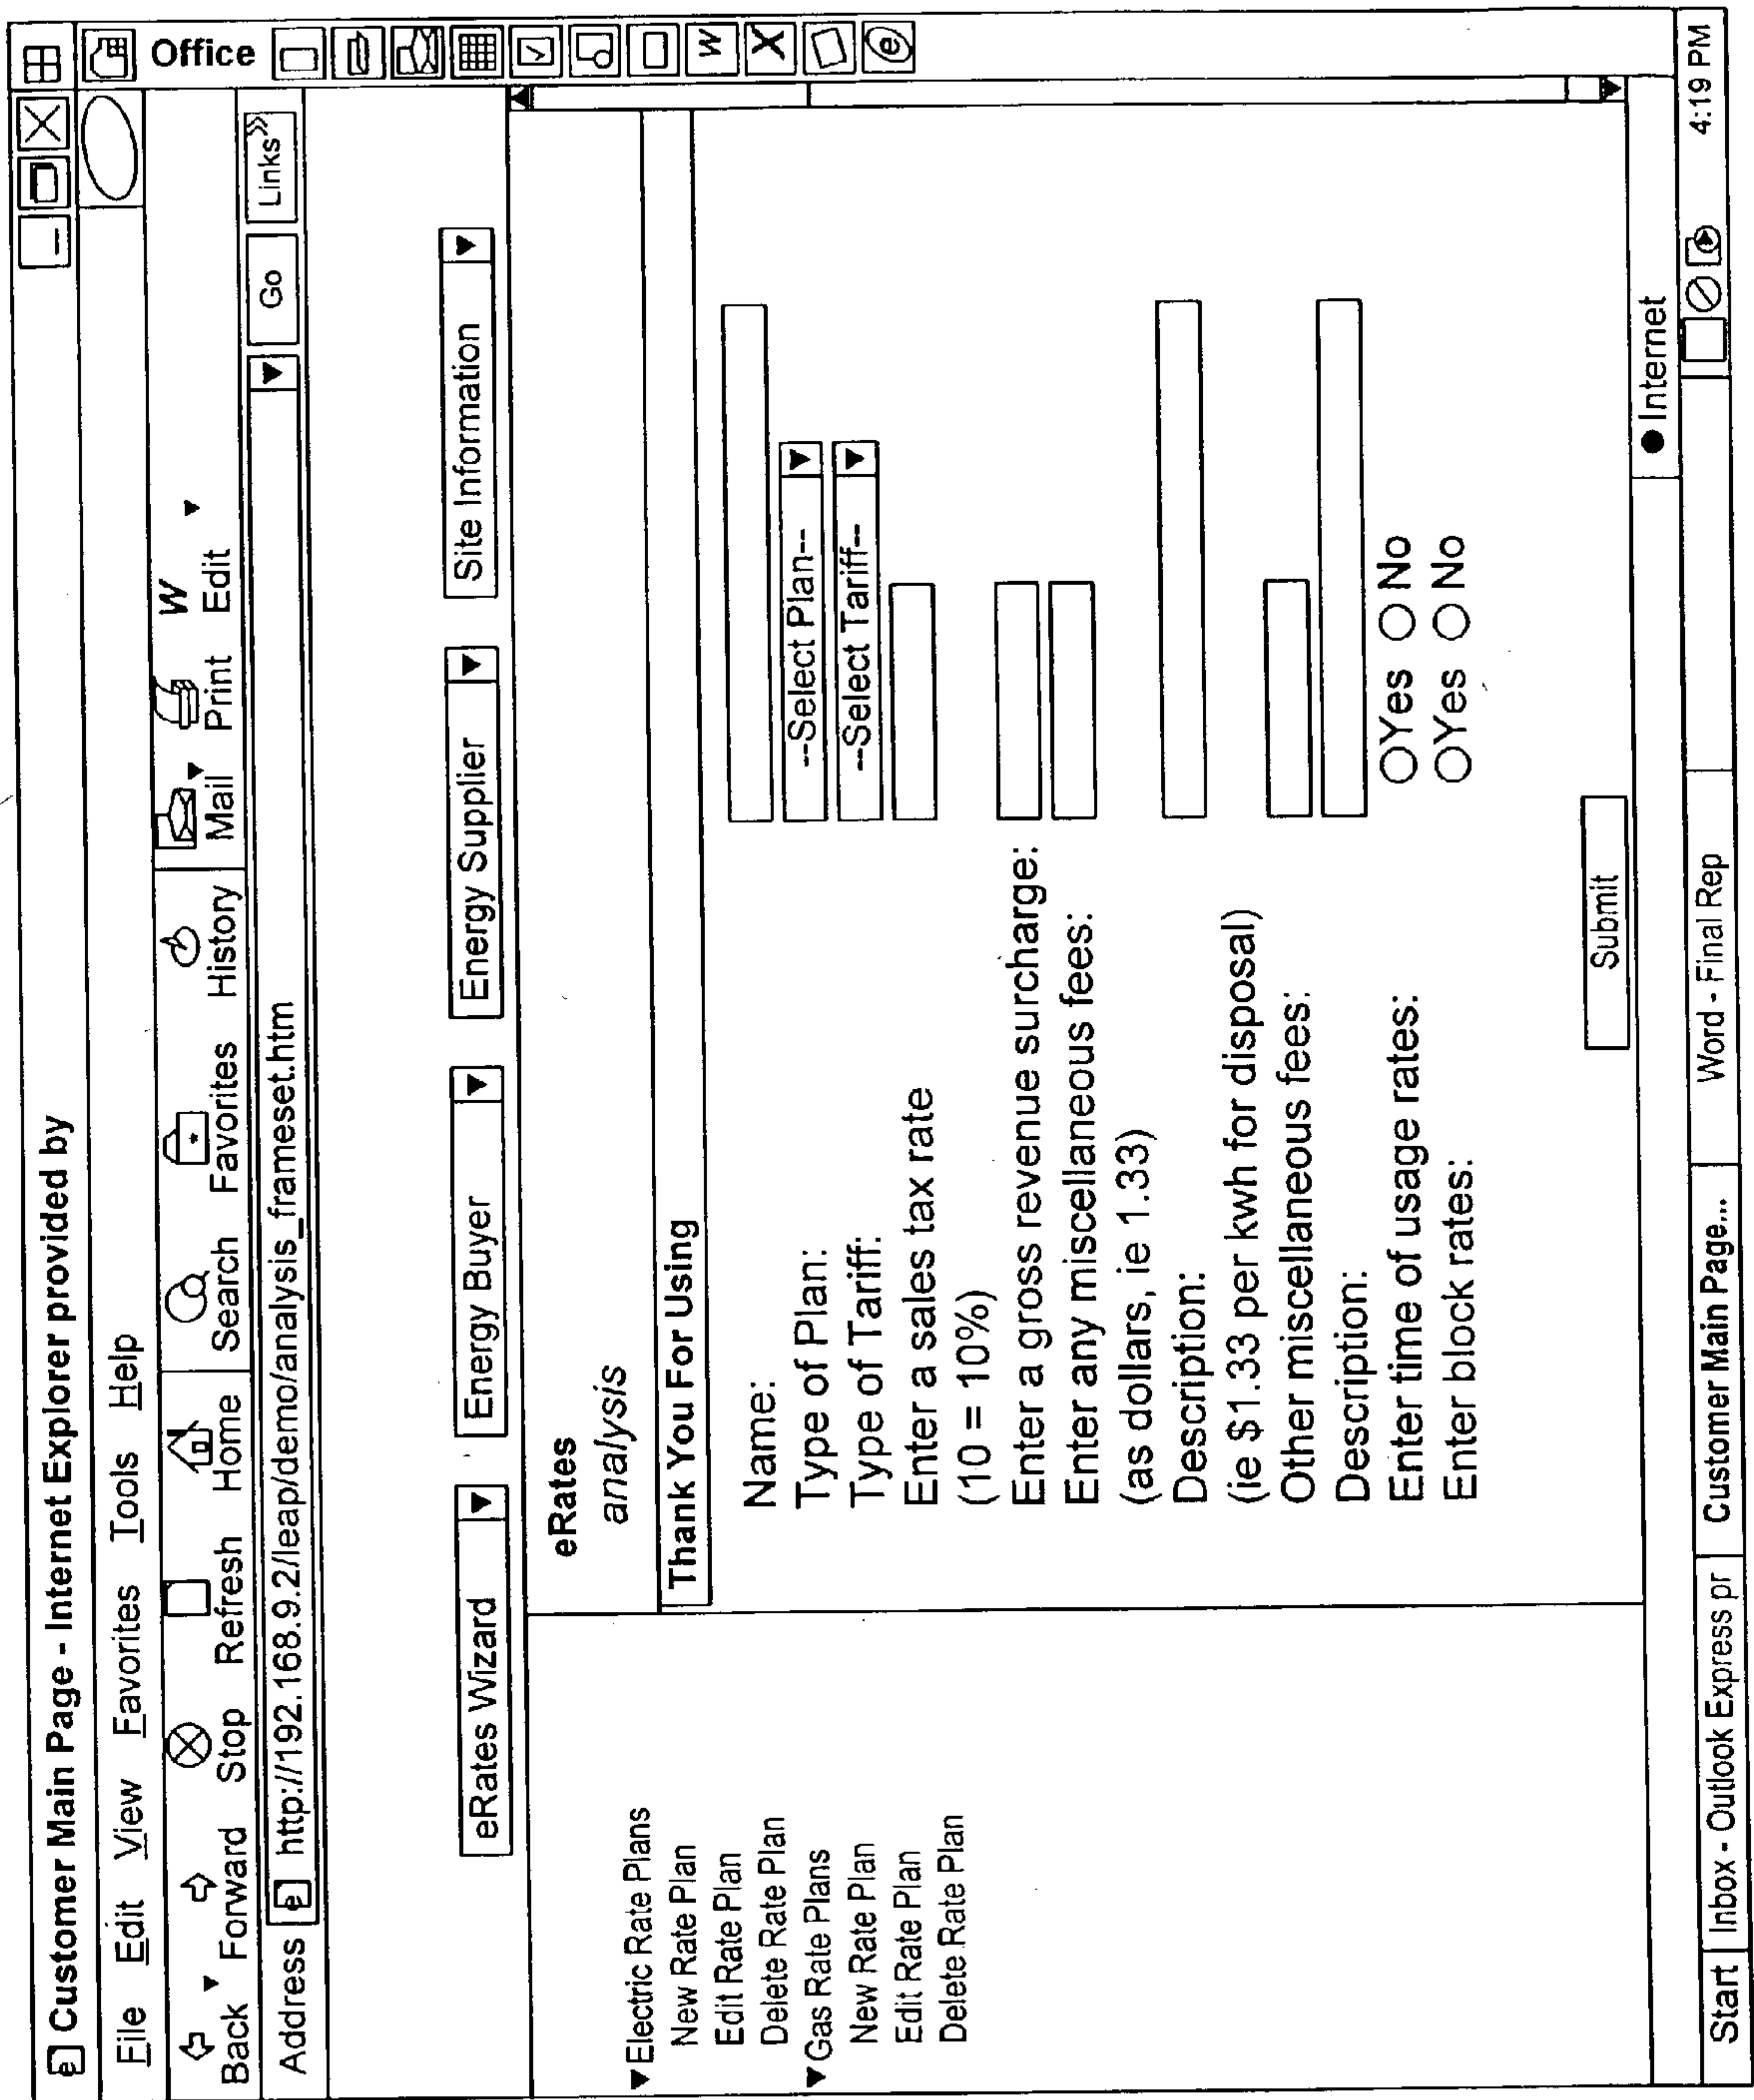 Customer Main Page - Internet Explorer provided by
Office
File Edit View Favorites Tools Help
Back Forward Stop Refresh Home Search Favorites History Mail Print Edit
W
Address http://192.168.9.2/leap/demo/analysis_frameset.htm Go Links »
eRates Wizard Energy Buyer Energy Supplier Site Information
eRates
analysis
Thank You For Using
Electric Rate Plans
New Rate Plan
Edit Rate Plan
Delete Rate Plan
Gas Rate Plans
New Rate Plan
Edit Rate Plan
Delete Rate Plan
Name:
Type of Plan: --Select Plan--
Type of Tariff: --Select Tariff--
Enter a sales tax rate
(10 = 10%)
Enter a gross revenue surcharge:
Enter any miscellaneous fees:
(as dollars, ie 1.33)
Description:
(ie $1.33 per kwh for disposal)
Other miscellaneous fees:
Description:
Enter time of usage rates: Yes No
Enter block rates: Yes No
Submit
W
X
e
Internet
Start Inbox - Outlook Express pr Customer Main Page... Word - Final Rep 4:19 PM